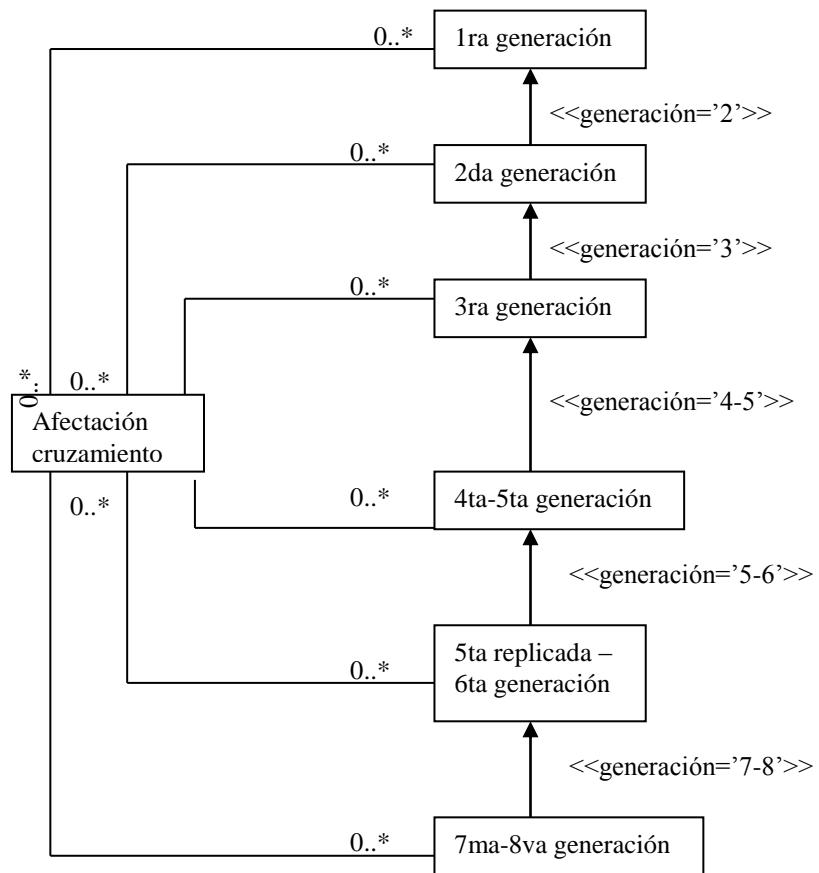 0..*
1ra generación
<<generación=’2’>>
0..*
2da generación
<<generación=’3’>>
0..*
3ra generación
0..*
0..*
<<generación=’4-5’>>
Afectación
cruzamiento
0..*
0..*
4ta-5ta generación
<<generación=’5-6’>>
0..*
5ta replicada –
6ta generación
<<generación=’7-8’>>
0..*
7ma-8va generación